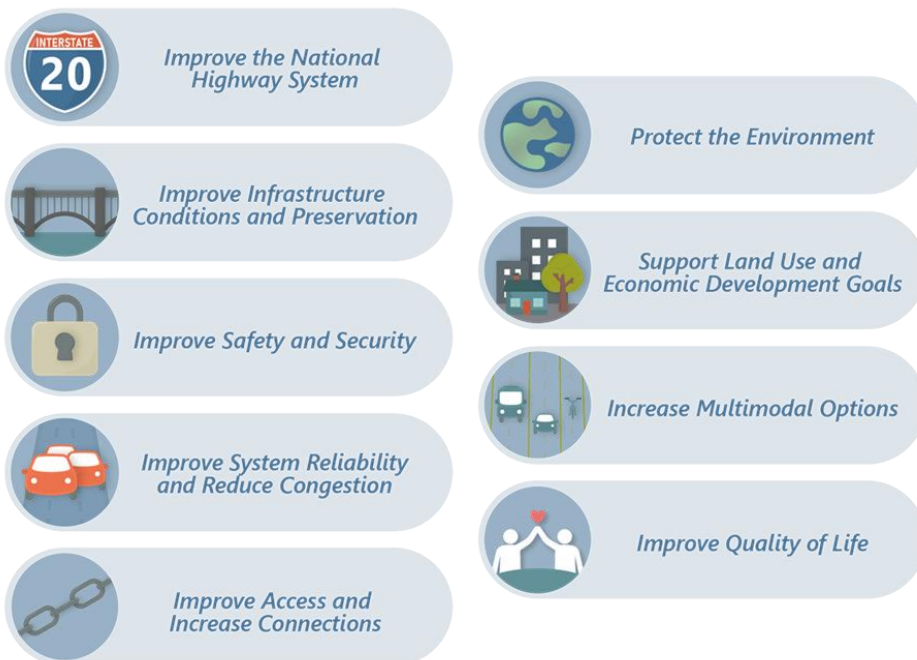 INTERSTATE
20
Improve the National
Highway System
Improve Infrastructure
Conditions and Preservation
Improve Safety and Security
Improve System Reliability
and Reduce Congestion
Improve Access and
Increase Connections
Protect the Environment
Support Land Use and
Economic Development Goals
Increase Multimodal Options
Improve Quality of Life